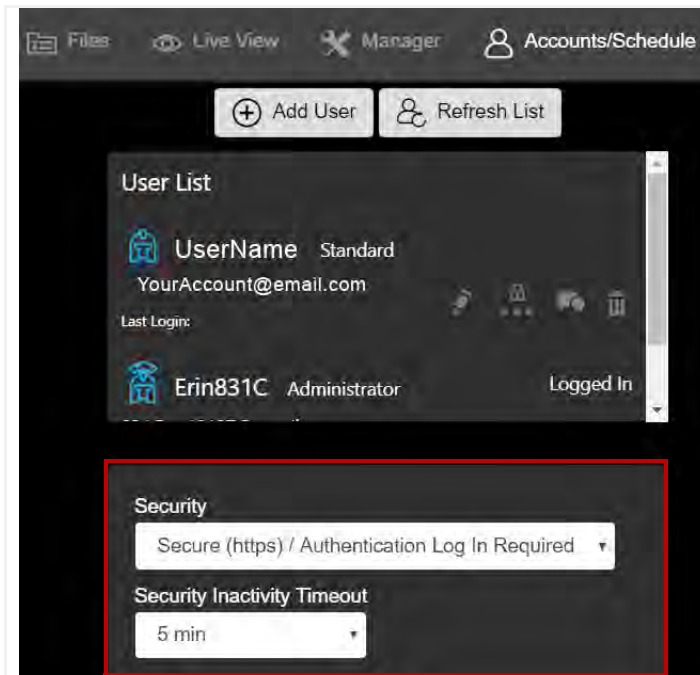 Files Live View Manager Accounts/Schedule
Add User Refresh List
User List
UserName Standard
YourAccount@email.com
Last Login:
Erin831C Administrator Logged In
Security
Secure (https) / Authentication Log In Required
Security Inactivity Timeout
5 min